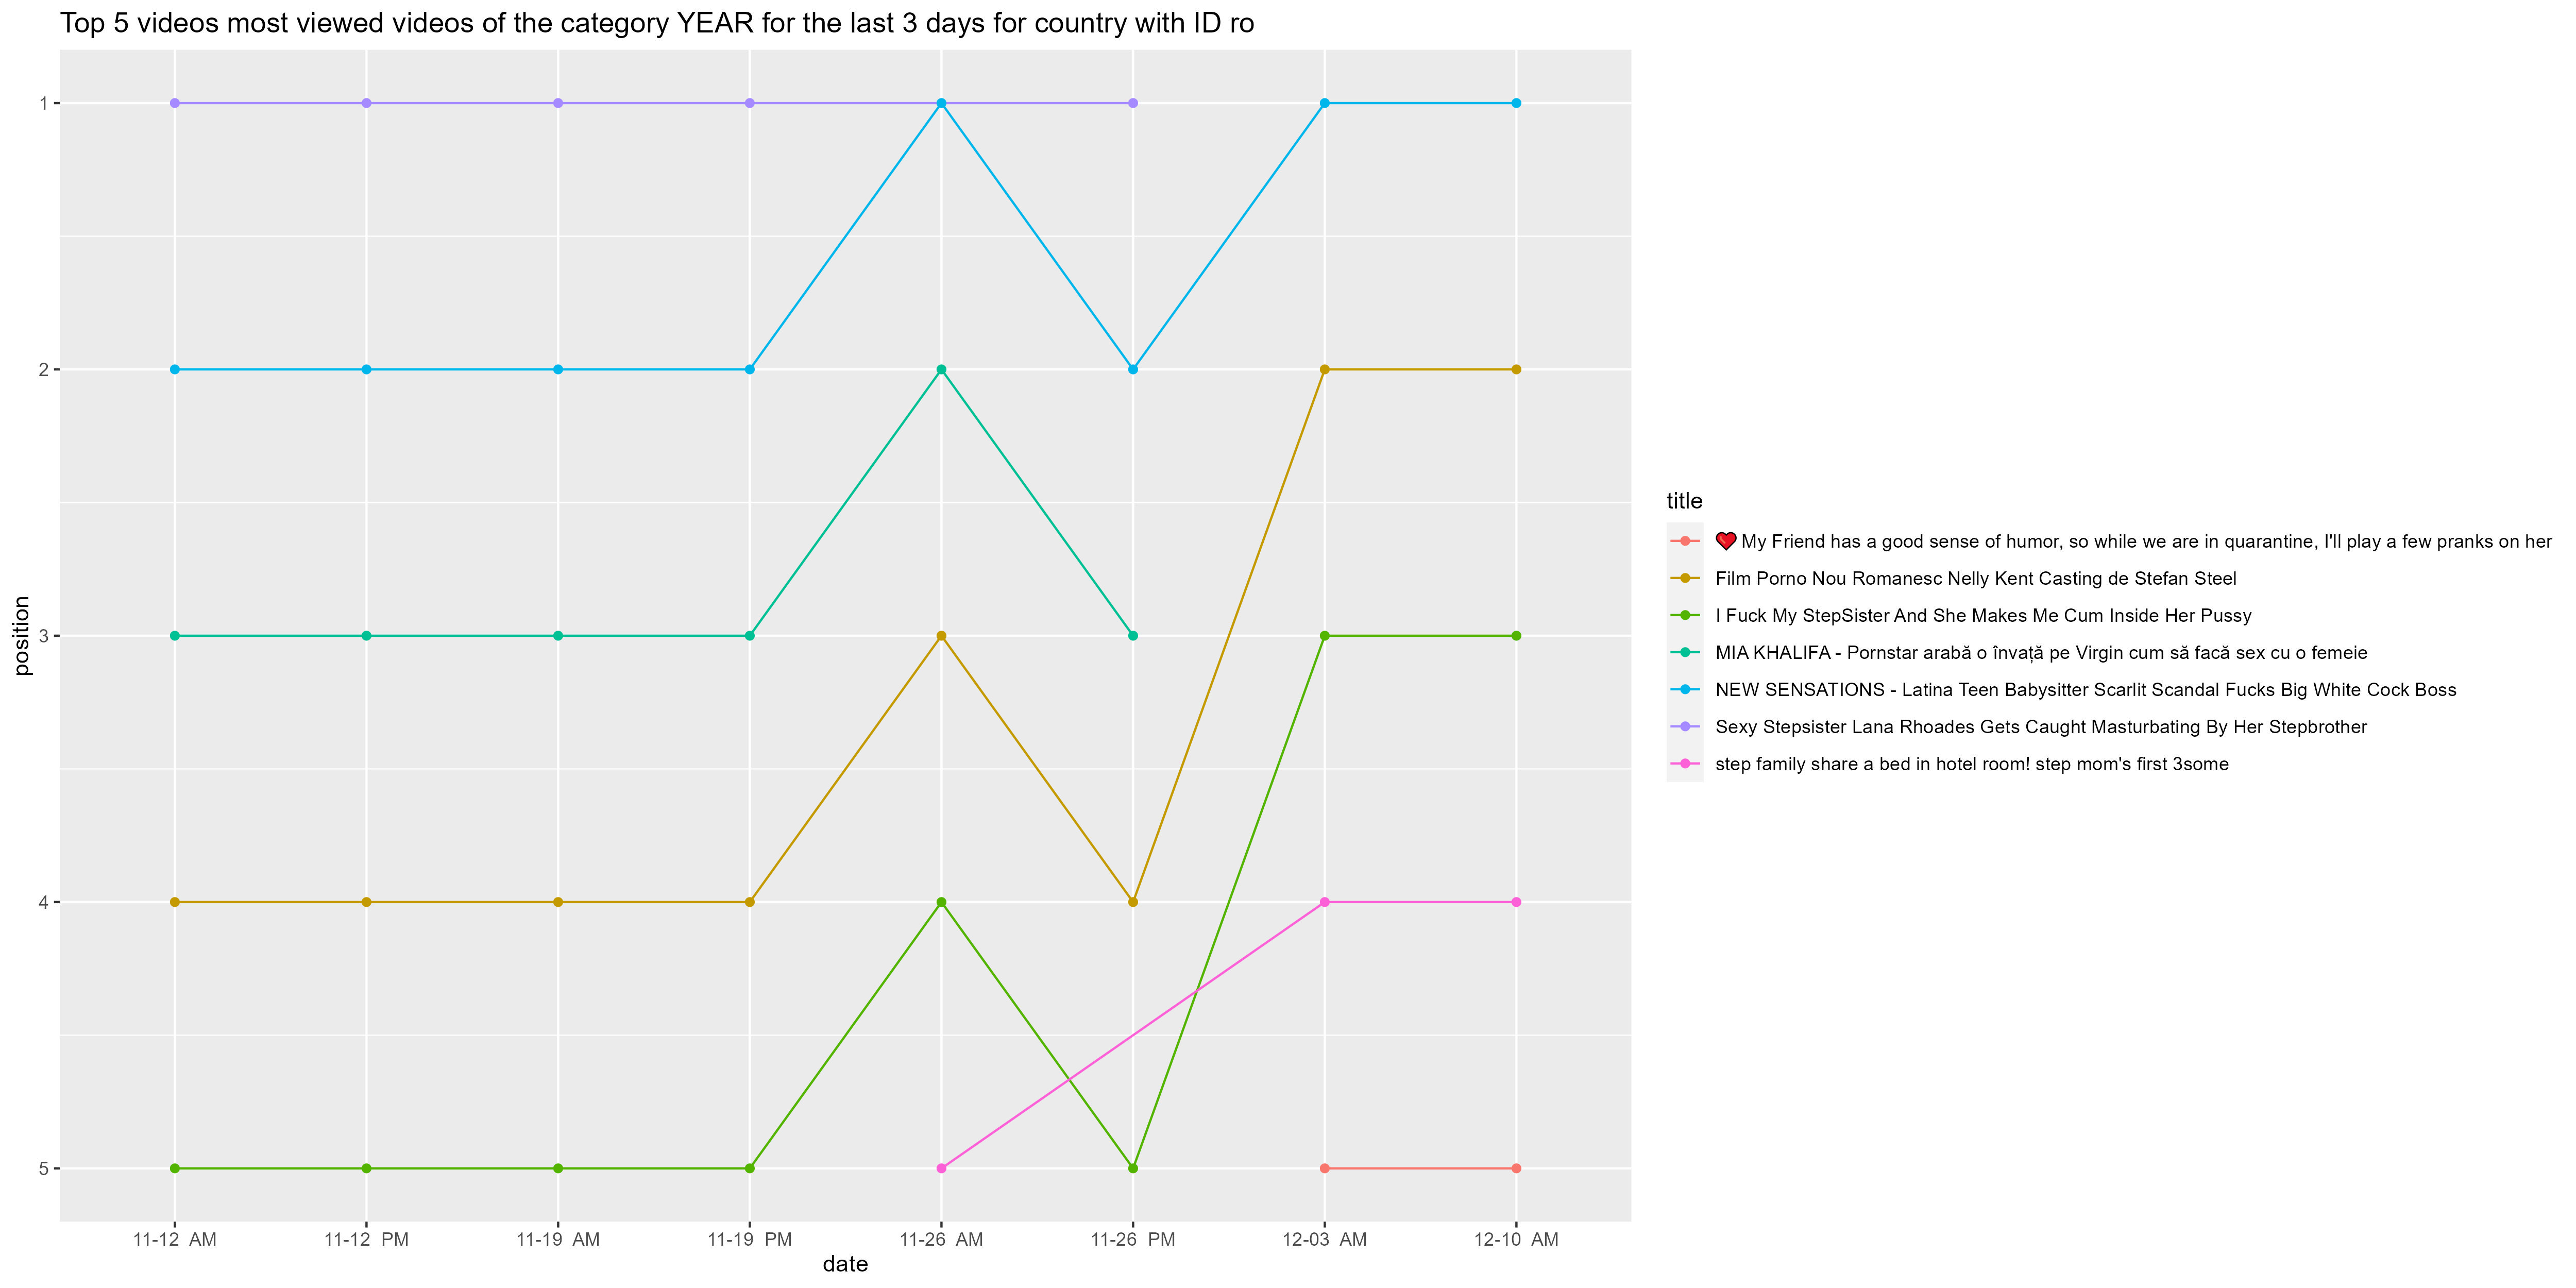 Top 5 videos most viewed videos of the category YEAR for the last 3 days for country with ID ro
position
1
2
3
4
5
11-12 AM
11-12 PM
11-19 AM
11-19 PM
11-26 AM
11-26 PM
12-03 AM
12-10 AM
date
title
❤ My Friend has a good sense of humor, so while we are in quarantine, I'll play a few pranks on her
Film Porno Nou Romanesc Nelly Kent Casting de Stefan Steel
I Fuck My StepSister And She Makes Me Cum Inside Her Pussy
MIA KHALIFA - Pornstar arabă o învață pe Virgin cum să facă sex cu o femeie
NEW SENSATIONS - Latina Teen Babysitter Scarlit Scandal Fucks Big White Cock Boss
Sexy Stepsister Lana Rhoades Gets Caught Masturbating By Her Stepbrother
step family share a bed in hotel room! step mom's first 3some